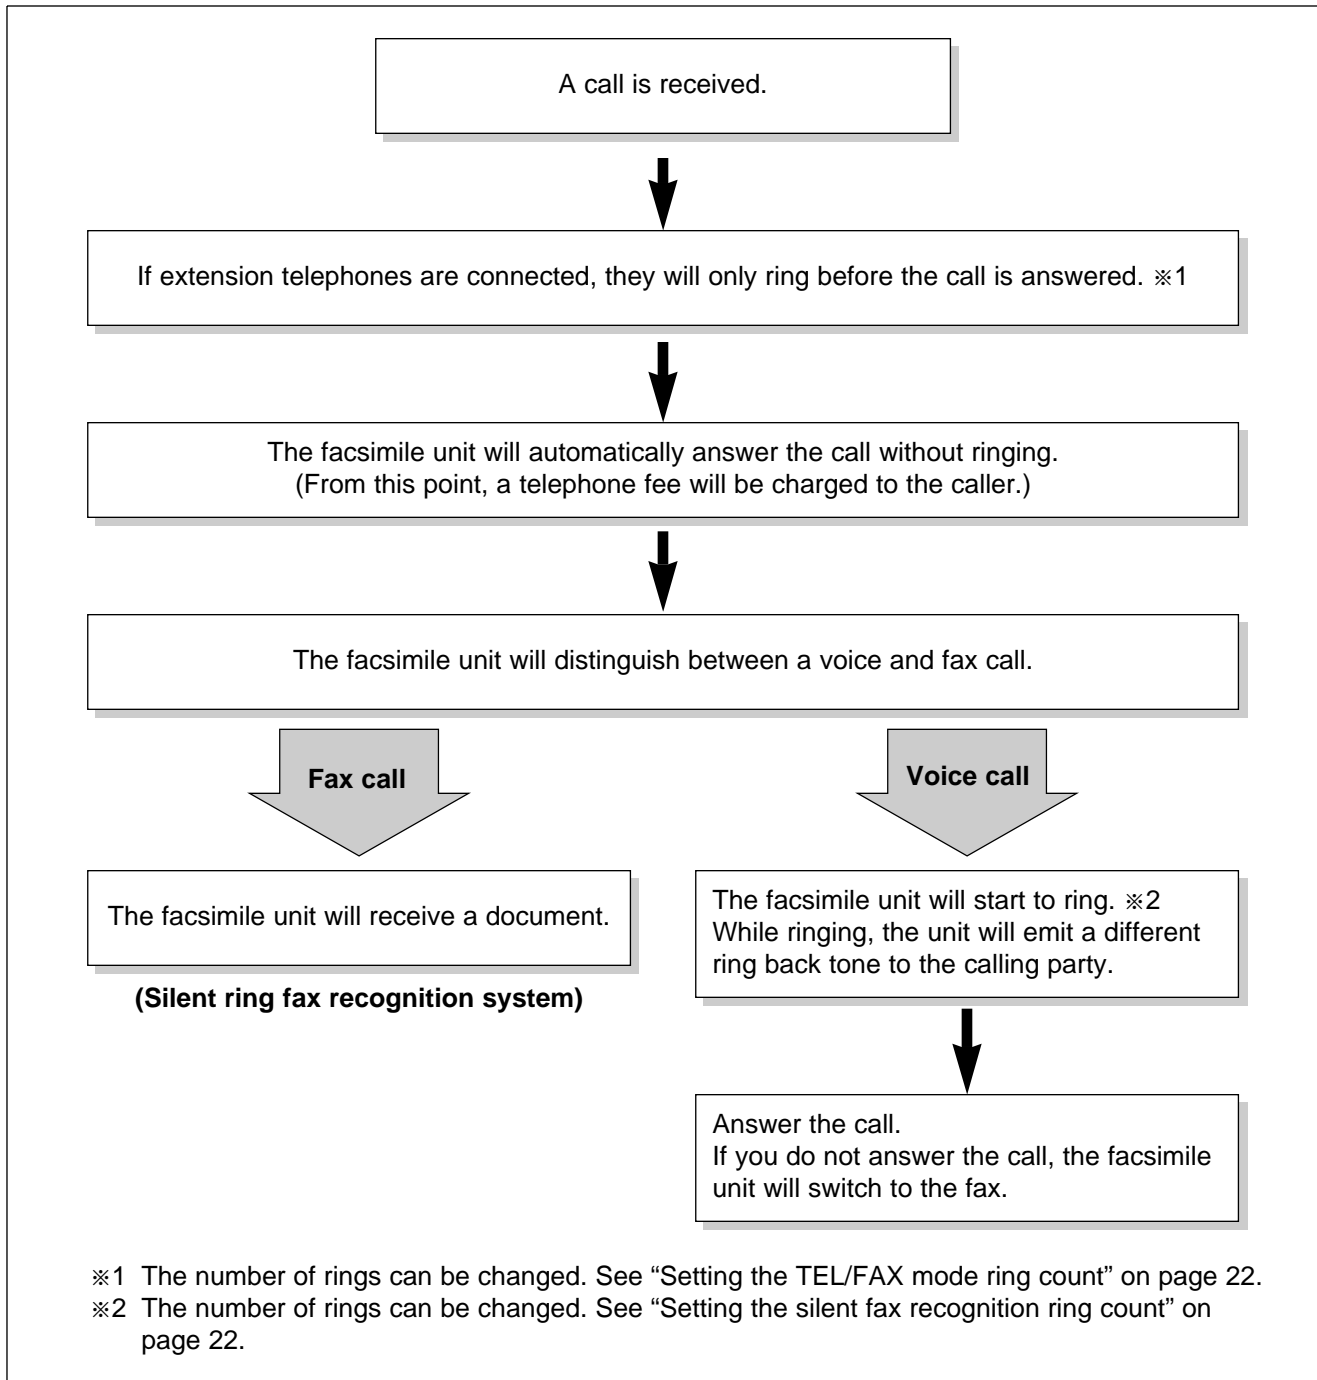 A call is received.
If extension telephones are connected, they will only ring before the call is answered. ※1
The facsimile unit will automatically answer the call without ringing.
(From this point, a telephone fee will be charged to the caller.)
The facsimile unit will distinguish between a voice and fax call.
Fax call
Voice call
The facsimile unit will receive a document.
(Silent ring fax recognition system)
The facsimile unit will start to ring. ※2
While ringing, the unit will emit a different
ring back tone to the calling party.
Answer the call.
If you do not answer the call, the facsimile
unit will switch to the fax.
※1 The number of rings can be changed. See “Setting the TEL/FAX mode ring count” on page 22.
※2 The number of rings can be changed. See “Setting the silent fax recognition ring count” on
page 22.